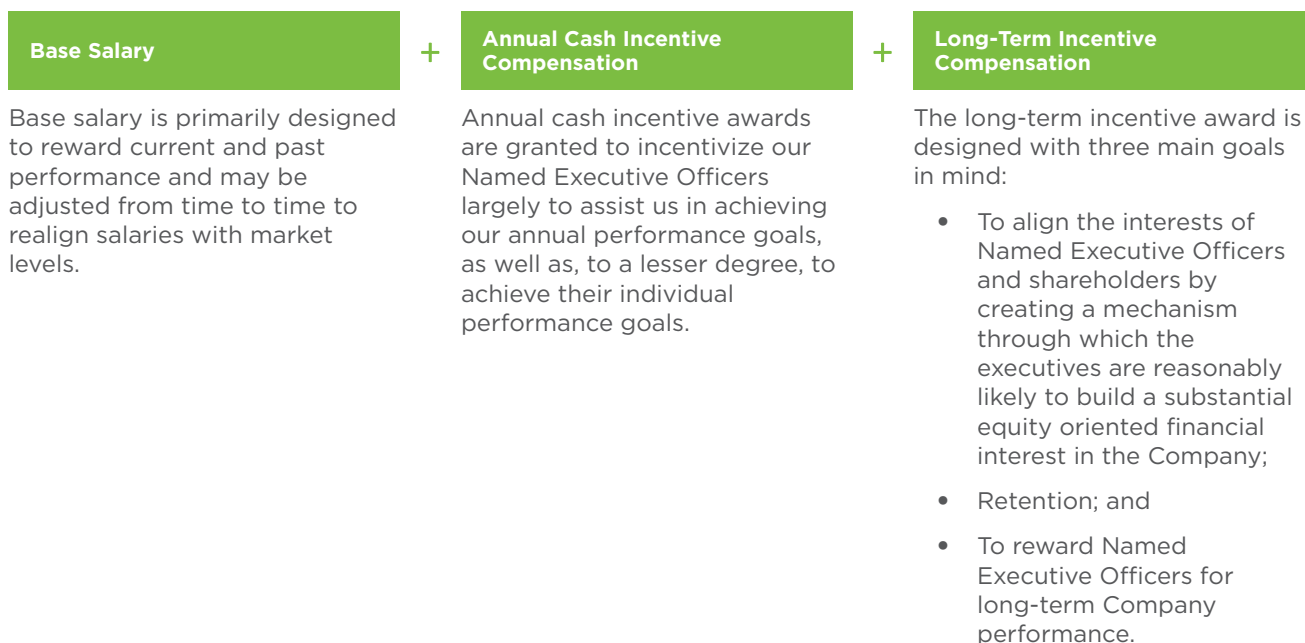 Base Salary
+
Annual Cash Incentive
Compensation
+
Long-Term Incentive
Compensation
Base salary is primarily designed
to reward current and past
performance and may be
adjusted from time to time to
realign salaries with market
levels.
Annual cash incentive awards
are granted to incentivize our
Named Executive Officers
largely to assist us in achieving
our annual performance goals,
as well as, to a lesser degree, to
achieve their individual
performance goals.
The long-term incentive award is
designed with three main goals
in mind:
• To align the interests of
Named Executive Officers
and shareholders by
creating a mechanism
through which the
executives are reasonably
likely to build a substantial
equity oriented financial
interest in the Company;
• Retention; and
• To reward Named
Executive Officers for
long-term Company
performance.